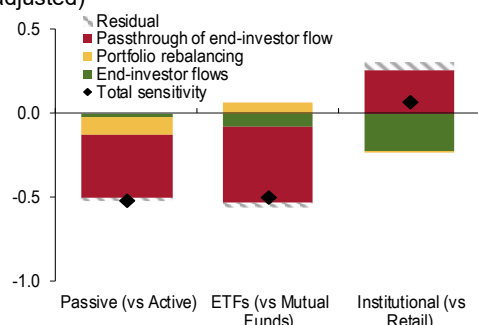 adjusted)
Residual
Passthrough of end-investor flow
Portfolio rebalancing
End-investor flows
Total sensitivity
0.5
0.0
-0.5
-1.0
Passive (vs Active)
ETFs (vs Mutual
Funds)
Institutional (vs
Retail)